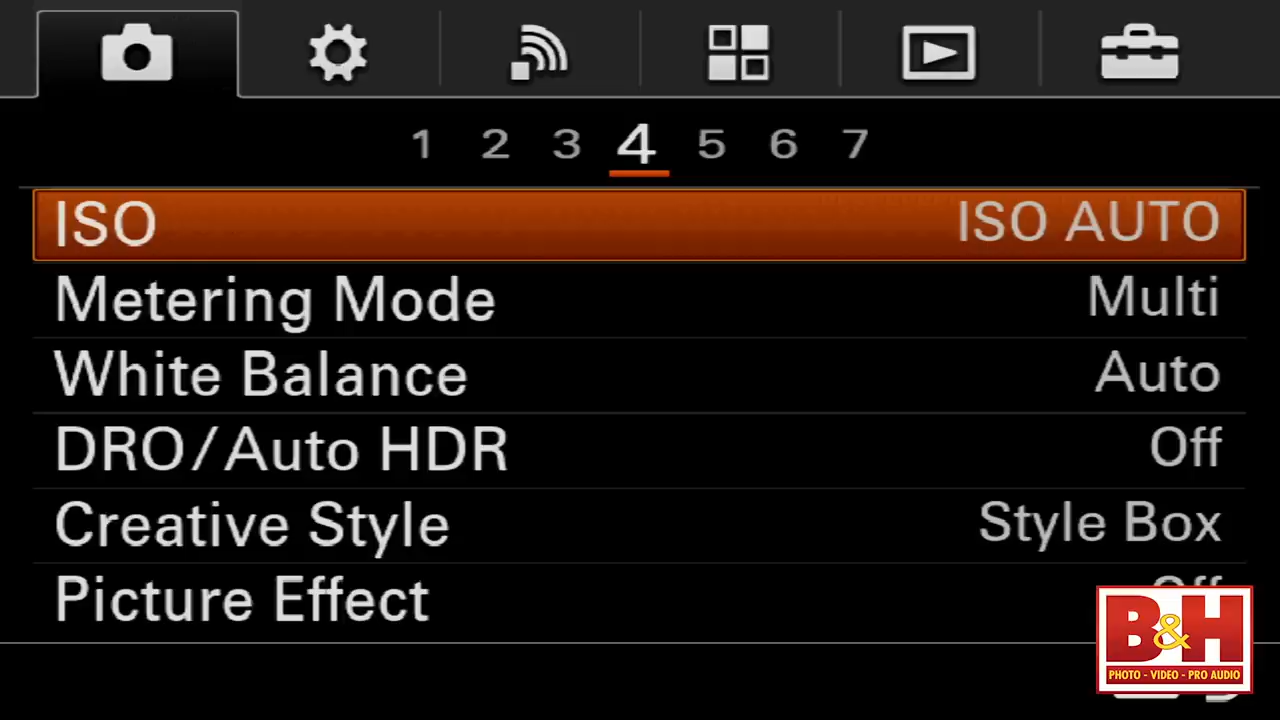 1 2 3 4 5 6 7
ISO ISO AUTO
Metering Mode Multi
White Balance Auto
DRO/Auto HDR Off
Creative Style Style Box
Picture Effect Off
B&H
PHOTO - VIDEO - PRO AUDIO